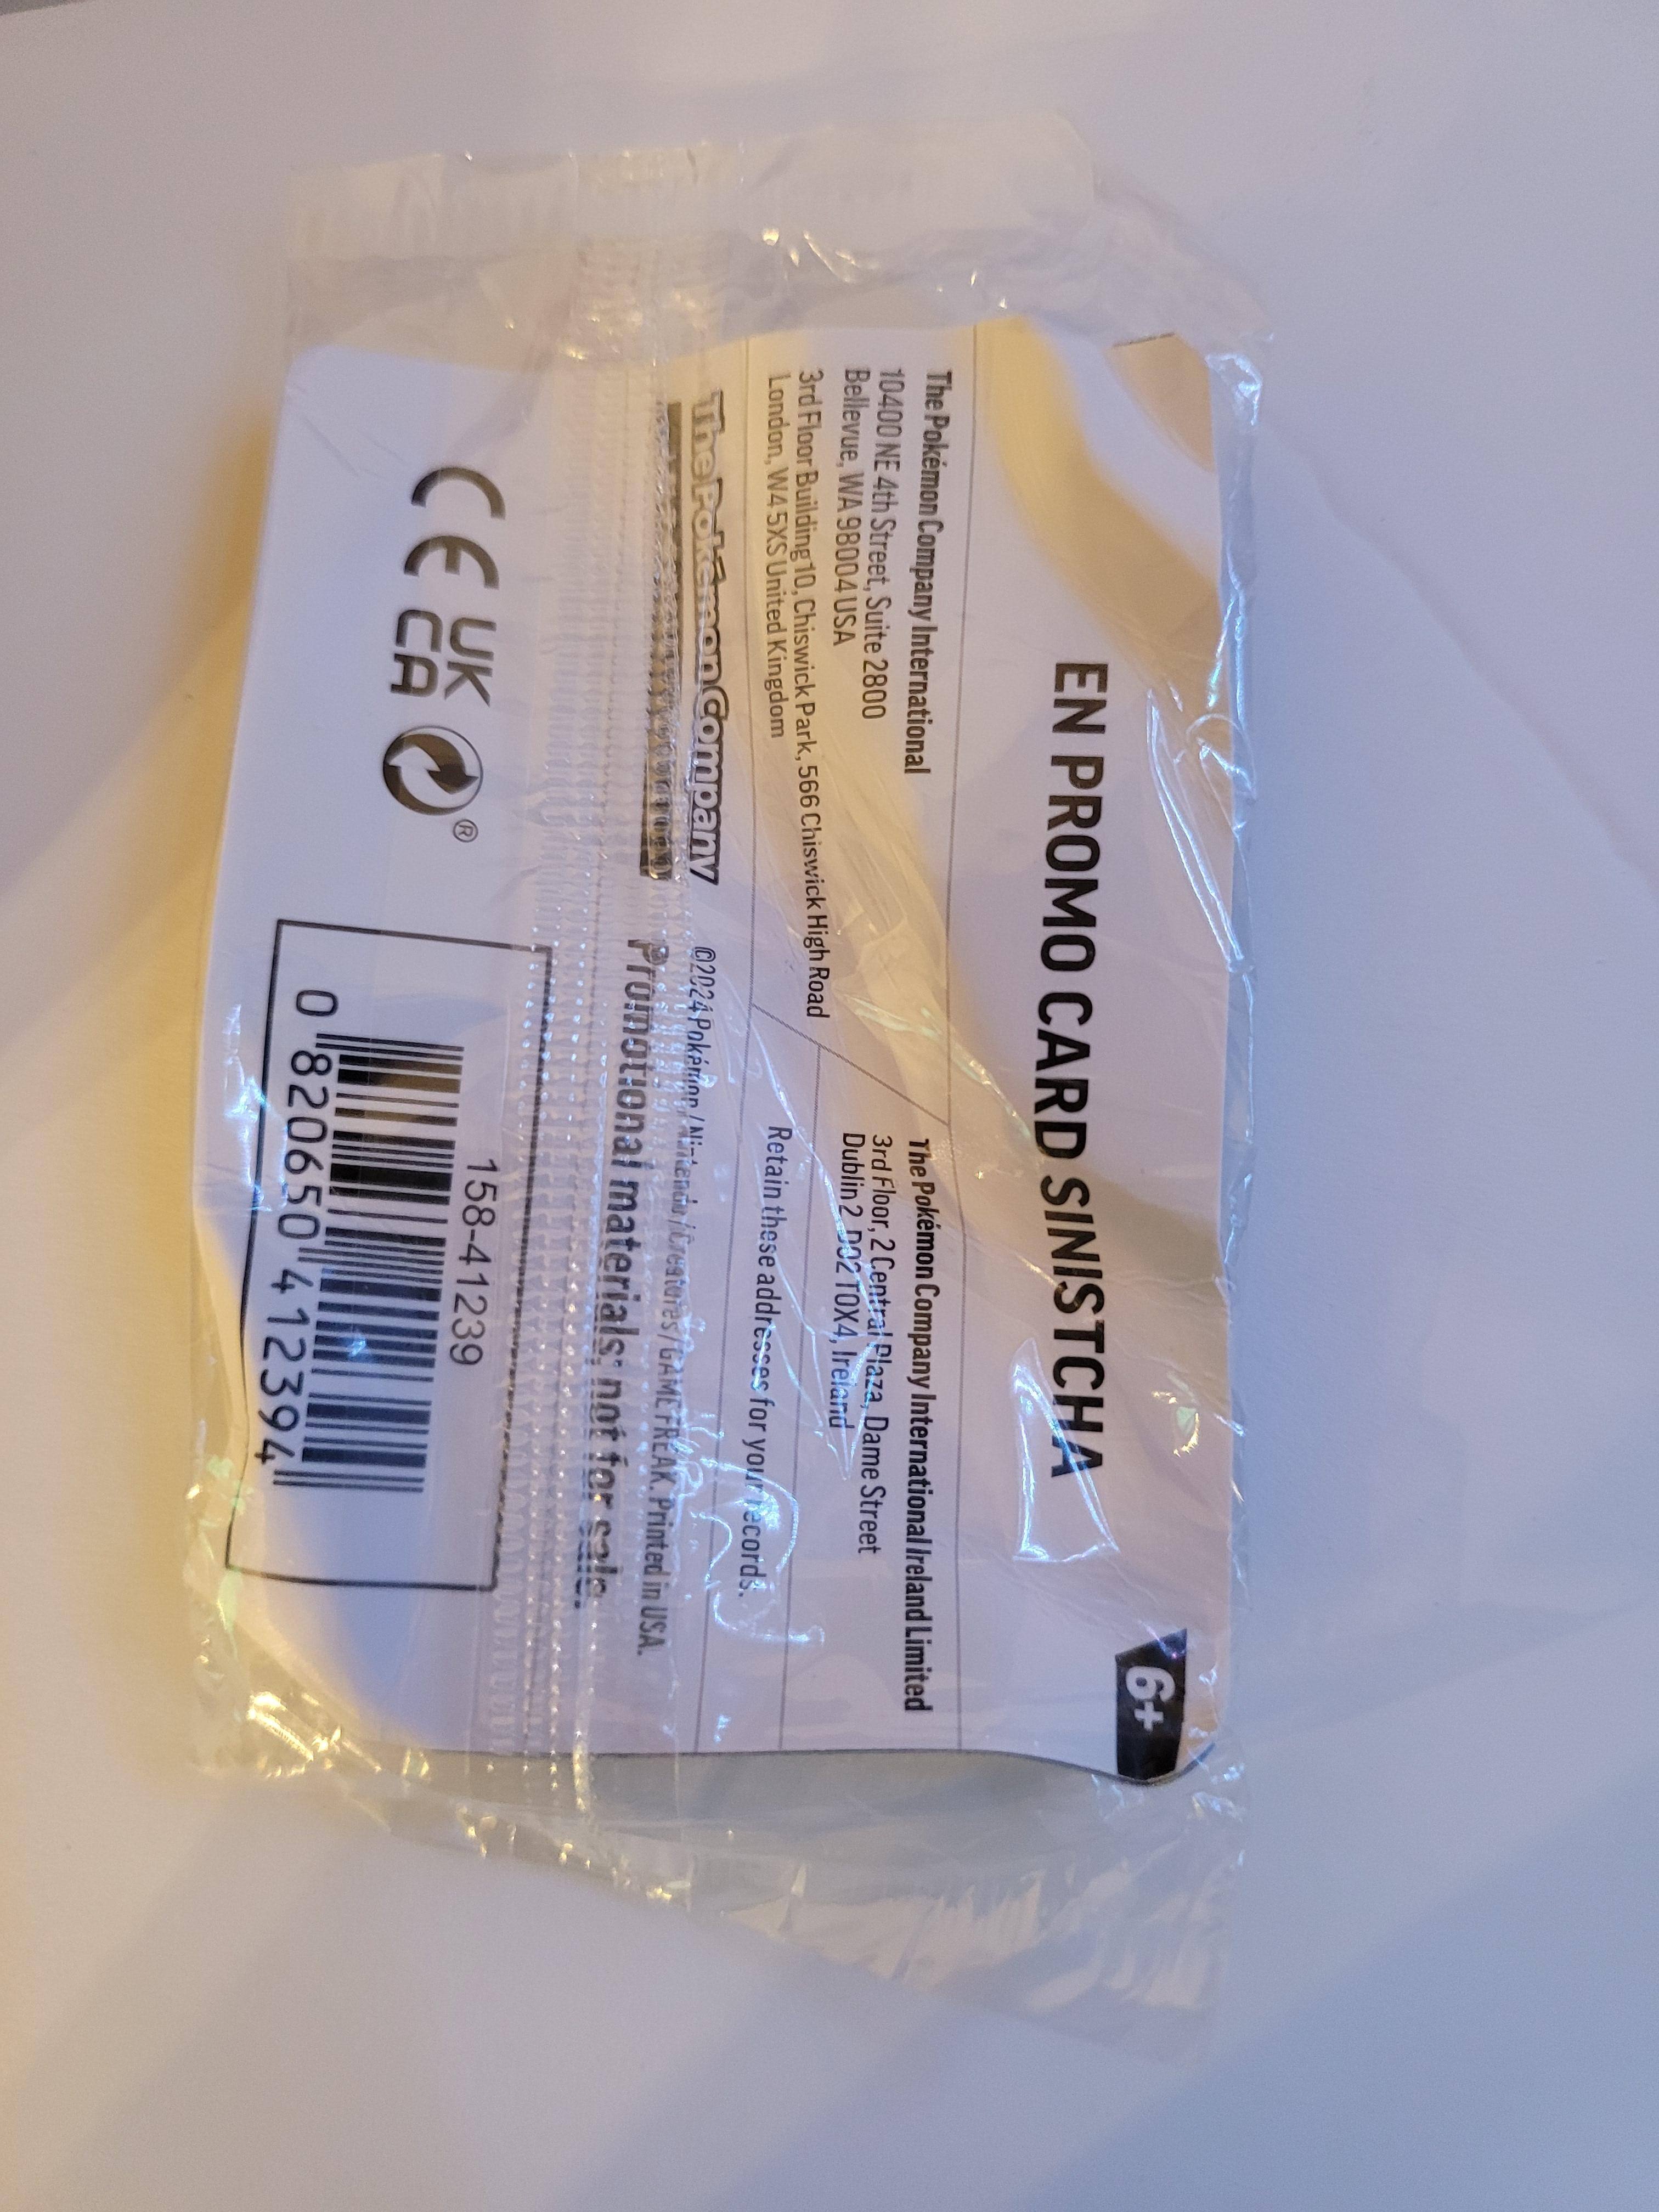 EN PROMO CARD SINISTCHA
6+
The Pokémon Company International
10400 NE 4th Street, Suite 2800
Bellevue, WA 98004 USA
3rd Floor Building 10, Chiswick Park, 566 Chiswick High Road
London, W4 5XS United Kingdom
The Pokémon Company International Ireland Limited
3rd Floor, 2 Central Plaza, Dame Street
Dublin 2, D02 T0X4, Ireland
Retain these addresses for your records.
The Pokémon Company
©2024 Pokémon / Nintendo / Creatures / GAME FREAK. Printed in USA.
Promotional materials; not for sale.
CE UK
CA
®
158-41239
0 820650 41239 4